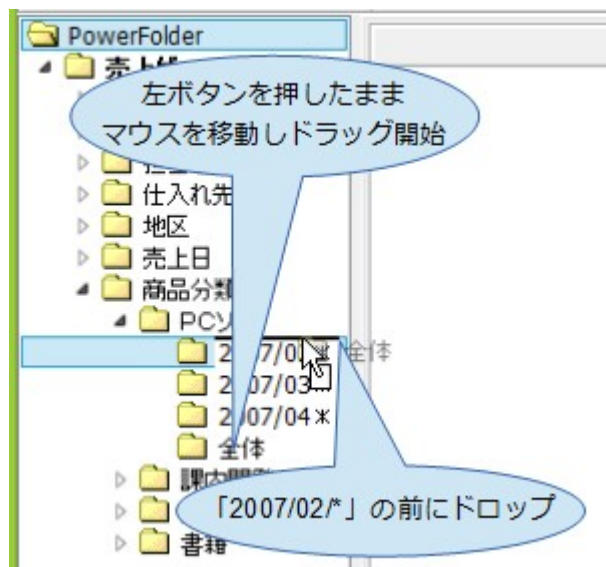 PowerFolder
左ボタンを押したまま
マウスを移動しドラッグ開始
仕入れ先
地区
売上日
商品分類
全体
2007/03
2007/04 *
全体
「2007/02/*」の前にドロップ
書籍